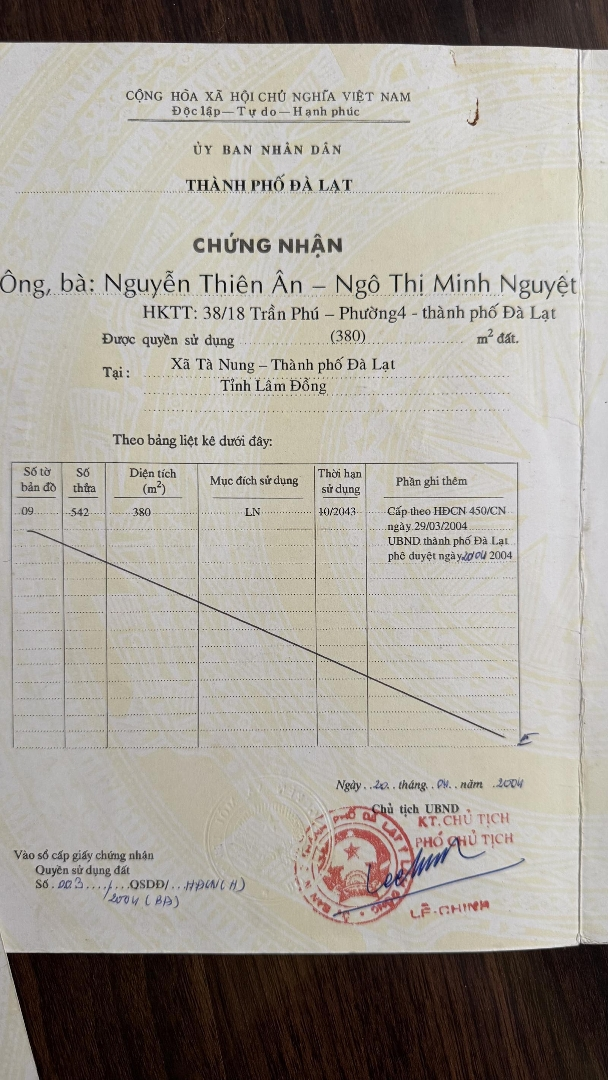 CỘNG HÒA XÃ HỘI CHỦ NGHĨA VIỆT NAM
Độc lập — Tự do — Hạnh phúc
ỦY BAN NHÂN DÂN
THÀNH PHỐ ĐÀ LẠT
CHỨNG NHẬN
Ông, bà: Nguyễn Thiên Ân – Ngô Thị Minh Nguyệt
HKTT: 38/18 Trần Phú – Phường4 - thành phố Đà Lạt
Được quyền sử dụng (380) m² đất.
Tại : Xã Tà Nung – Thành phố Đà Lạt
Tỉnh Lâm Đồng
Theo bảng liệt kê dưới đây:
Số tờ bản đồ Số thửa Diện tích (m²) Mục đích sử dụng Thời hạn sử dụng Phần ghi thêm
09 542 380 LN 10/2043 Cấp theo HĐCN 450/CN
ngày 29/03/2004
UBND thành phố Đà Lạt
phê duyệt ngày 20/04 2004
Ngày 20 tháng 04 năm 2004
Chủ tịch UBND
KT. CHỦ TỊCH
PHÓ CHỦ TỊCH
Vào sổ cấp giấy chứng nhận
Quyền sử dụng đất
Số 003 / QSDĐ/ HĐCN(H)
2004 (BĐ)
LÊ-CHINH